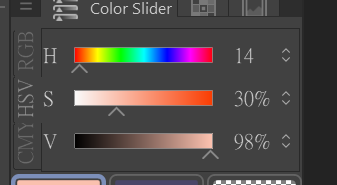 Color Slider
RGB
HSV
CMY
H 14
S 30%
V 98%